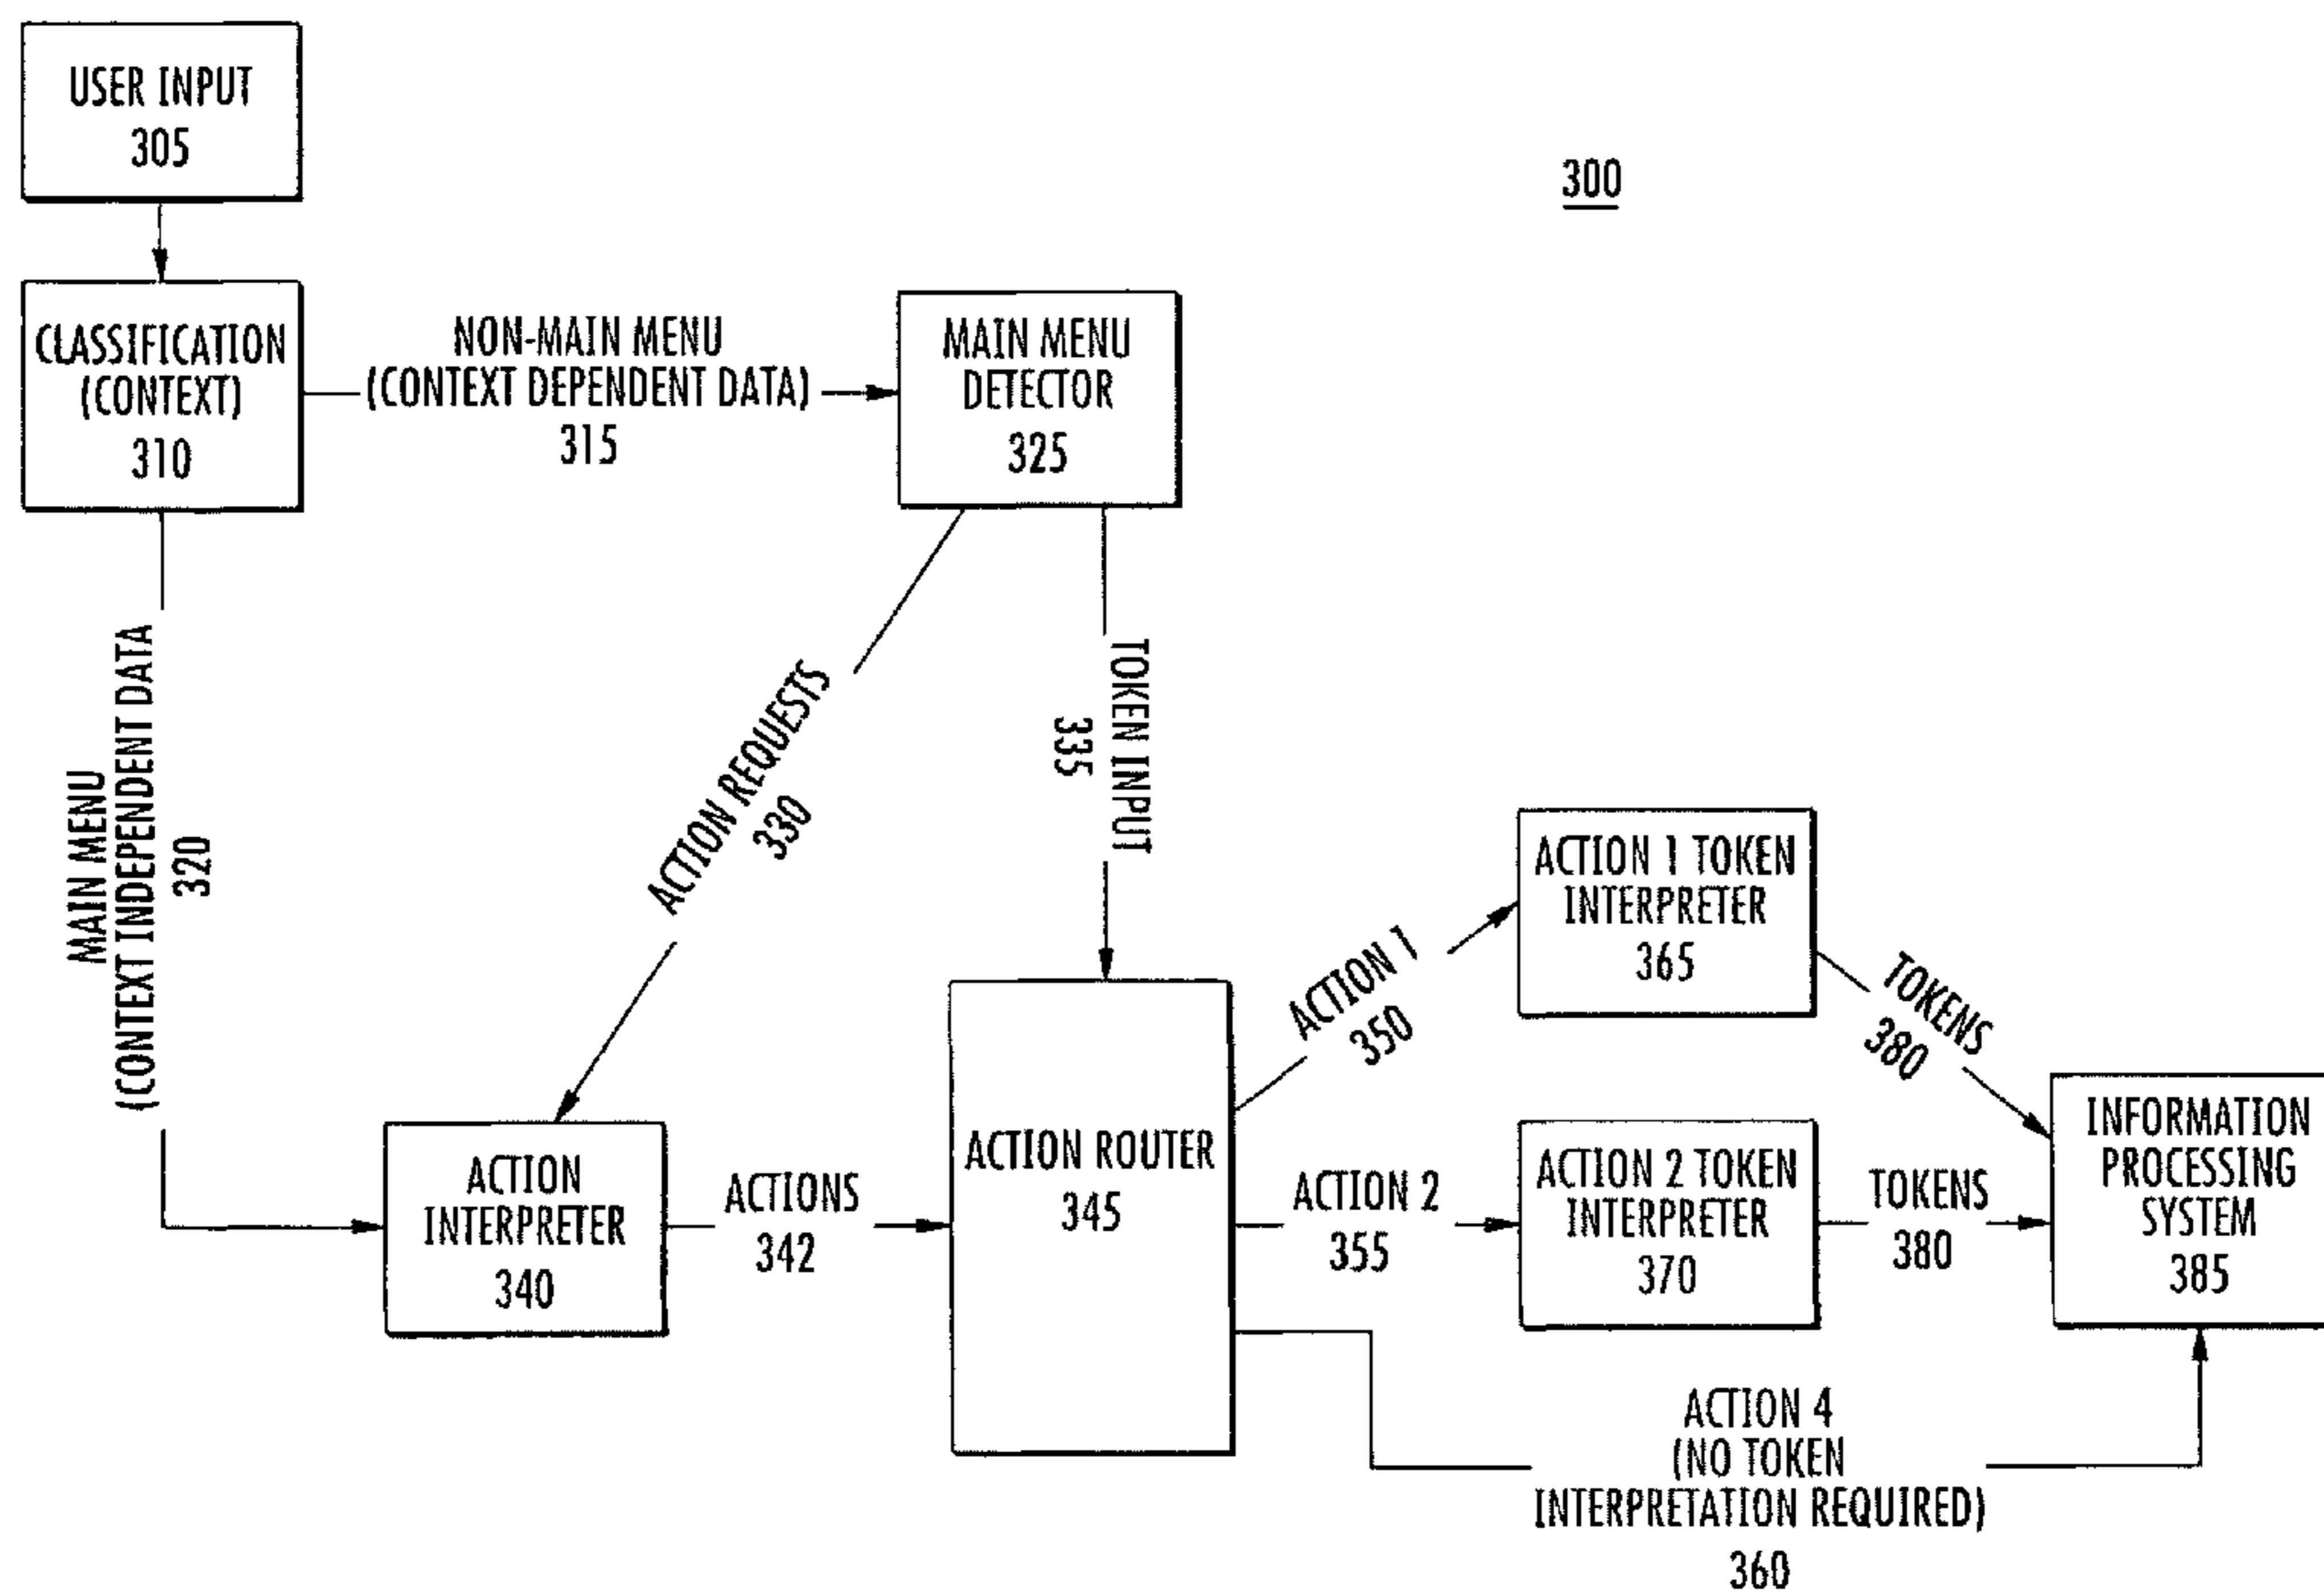 USER INPUT
305
300
CLASSIFICATION
(CONTEXT)
310
NON-MAIN MENU
(CONTEXT DEPENDENT DATA)
315
MAIN MENU
DETECTOR
325
MAIN MENU
(CONTEXT INDEPENDENT DATA
320
ACTION REQUESTS
330
TOKEN INPUT
335
ACTION
INTERPRETER
340
ACTIONS
342
ACTION ROUTER
345
ACTION 1
350
ACTION 1 TOKEN
INTERPRETER
365
TOKENS
380
ACTION 2
355
ACTION 2 TOKEN
INTERPRETER
370
TOKENS
380
INFORMATION
PROCESSING
SYSTEM
385
ACTION 4
(NO TOKEN
INTERPRETATION REQUIRED)
360